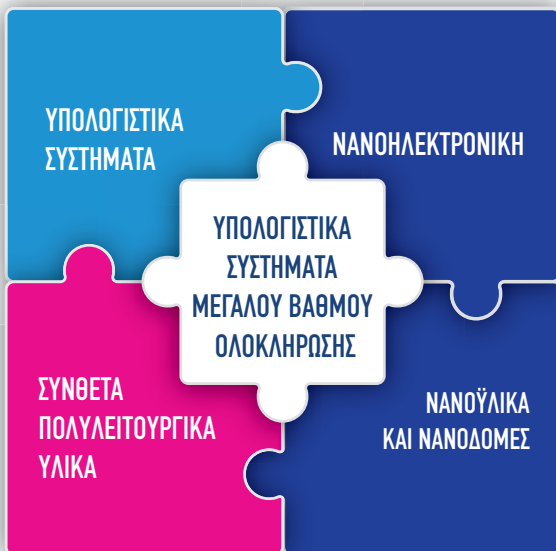 ΥΠΟΛΟΓΙΣΤΙΚΑ
ΣΥΣΤΗΜΑΤΑ
ΝΑΝΟΗΛΕΚΤΡΟΝΙΚΗ
ΥΠΟΛΟΓΙΣΤΙΚΑ
ΣΥΣΤΗΜΑΤΑ
ΜΕΓΑΛΟΥ ΒΑΘΜΟΥ
ΟΛΟΚΛΗΡΩΣΗΣ
ΣΥΝΘΕΤΑ
ΠΟΛΥΛΕΙΤΟΥΡΓΙΚΑ
ΥΛΙΚΑ
ΝΑΝΟΫΛΙΚΑ
ΚΑΙ ΝΑΝΟΔΟΜΕΣ